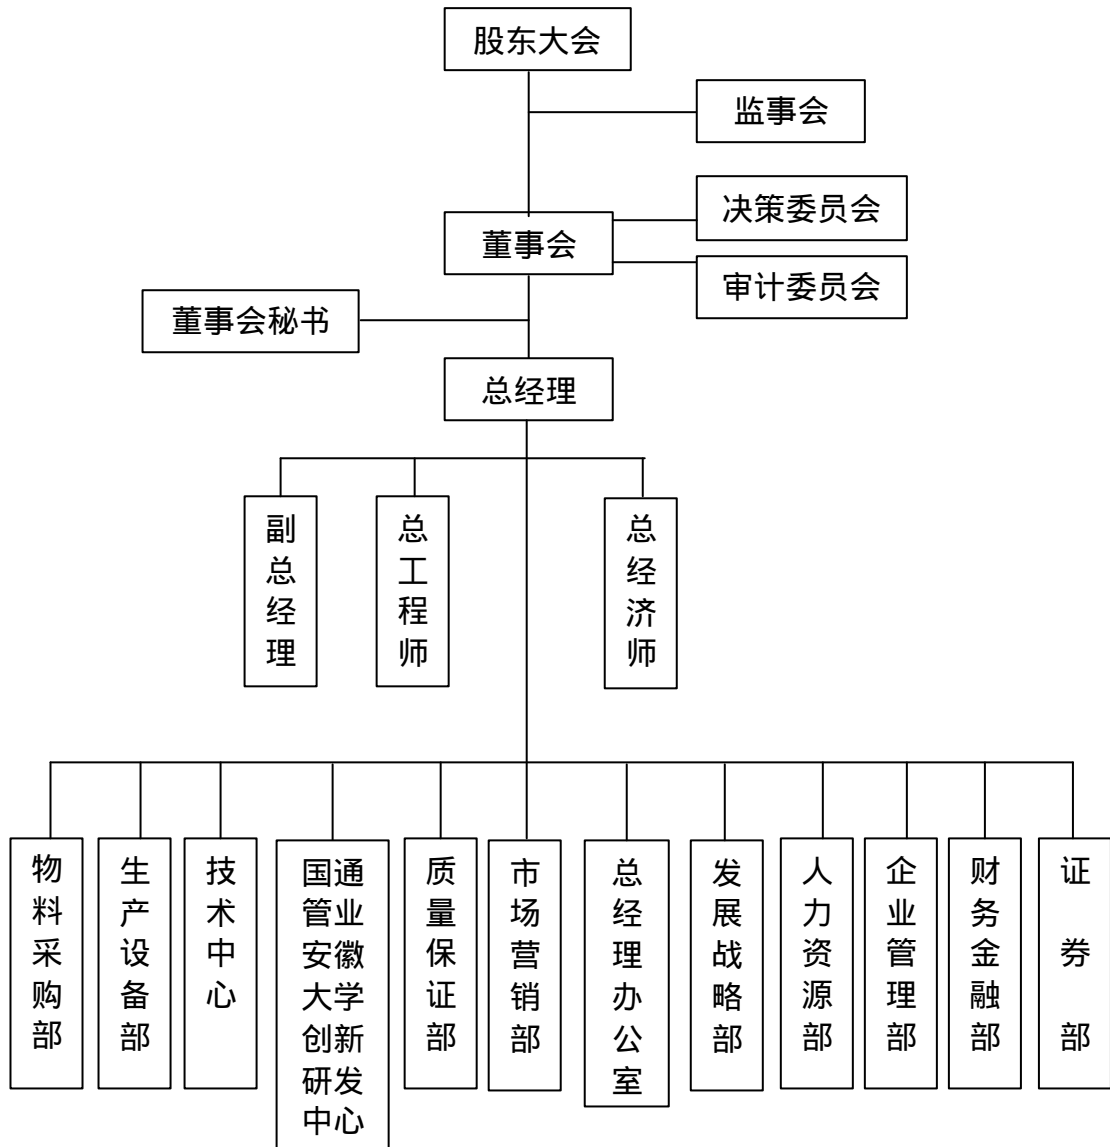 股东大会
监事会
决策委员会
董事会
审计委员会
董事会秘书
总经理
副总经理
总工程师
总经济师
物料采购部
生产设备部
技术中心
国通管业安徽大学创新研发中心
质量保证部
市场营销部
总经理办公室
发展战略部
人力资源部
企业管理部
财务金融部
证券部